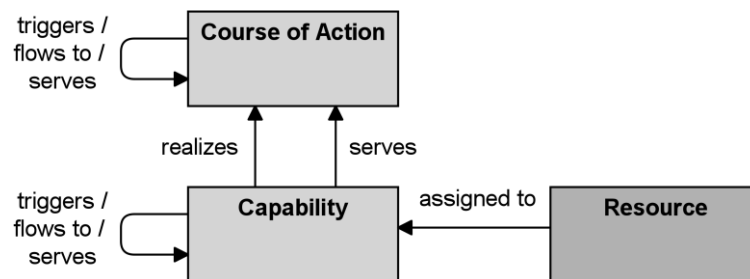 triggers /
flows to /
serves
Course of Action
realizes
serves
triggers /
flows to /
serves
Capability
assigned to
Resource